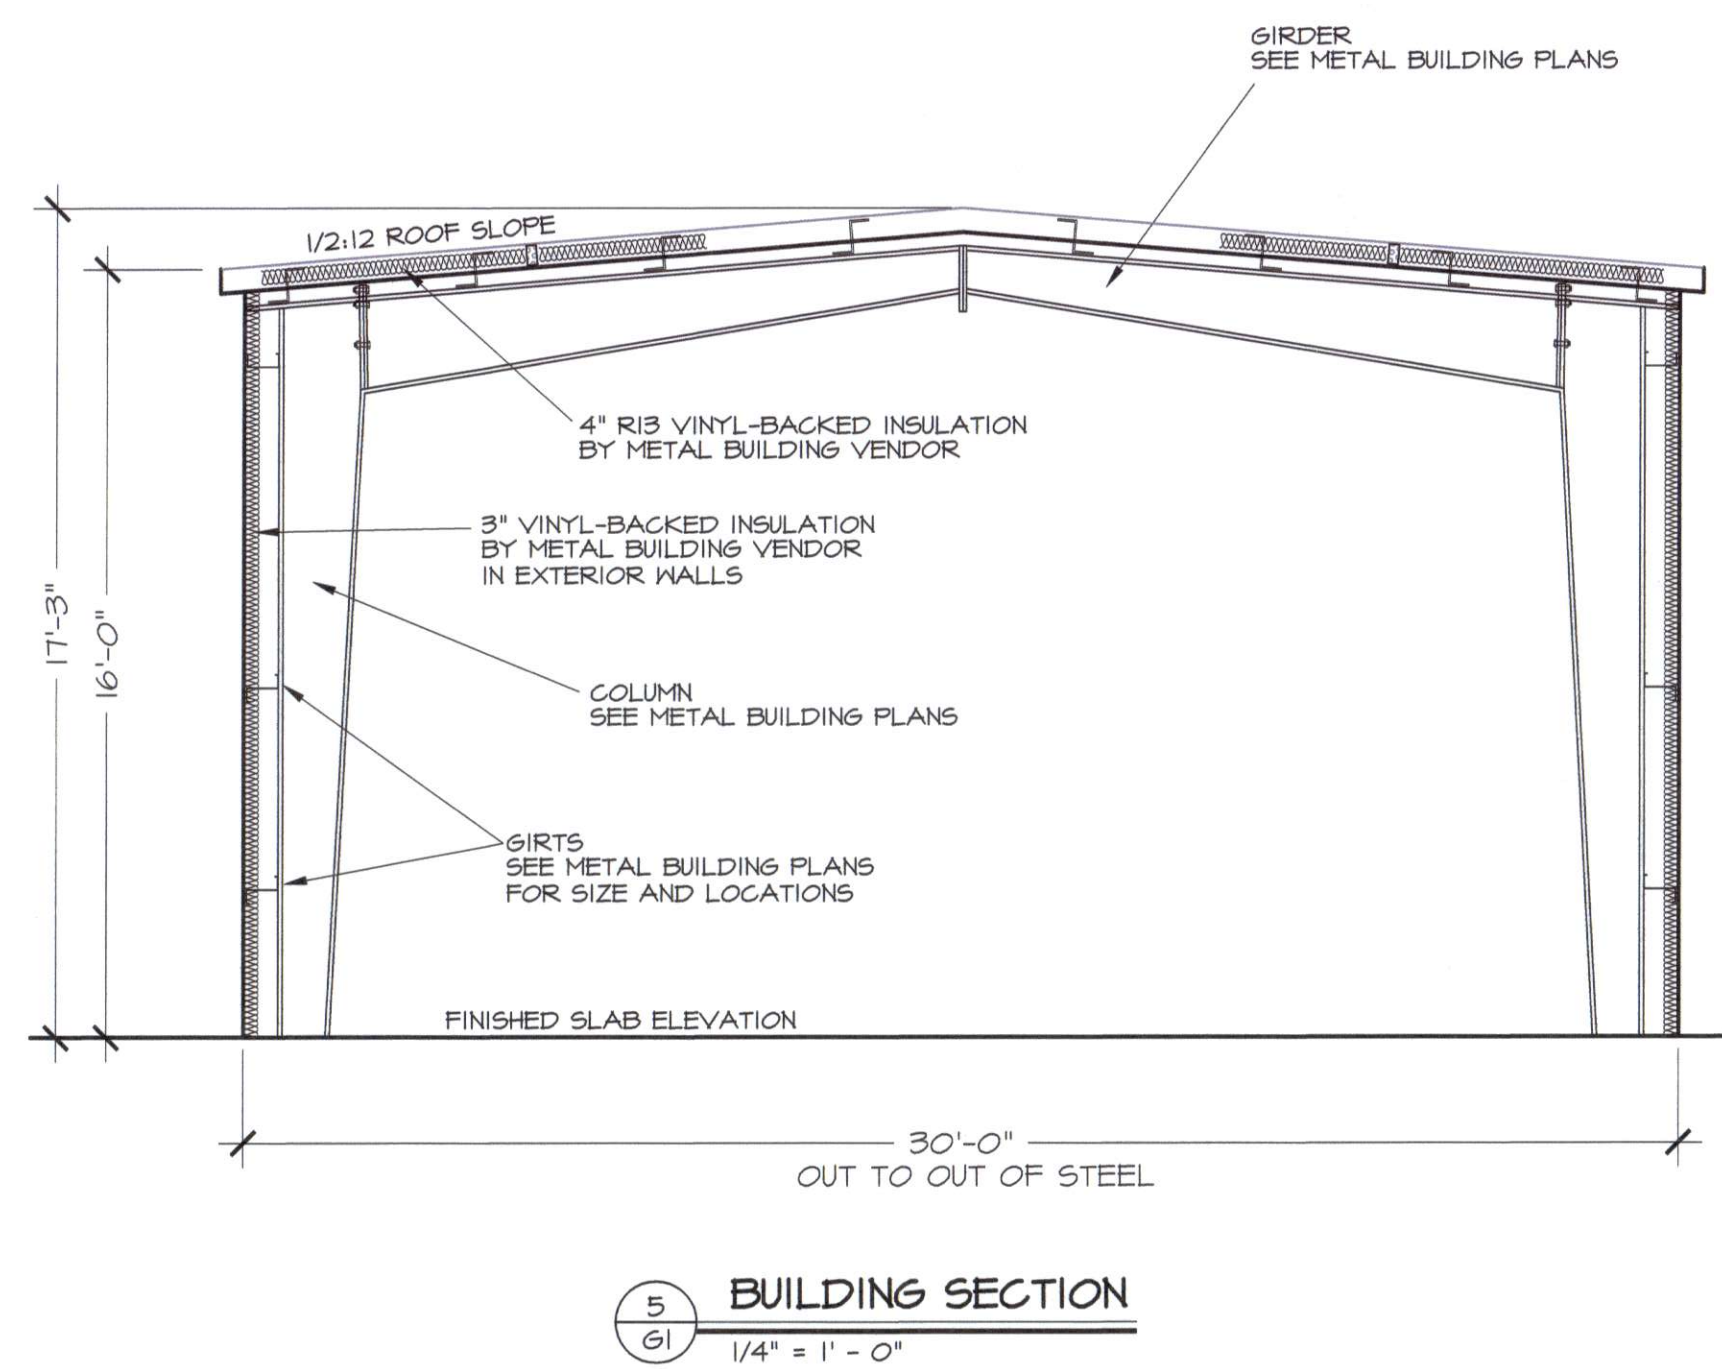 GIRDER
SEE METAL BUILDING PLANS
1/2:12 ROOF SLOPE
4" R13 VINYL-BACKED INSULATION
BY METAL BUILDING VENDOR
3" VINYL-BACKED INSULATION
BY METAL BUILDING VENDOR
IN EXTERIOR WALLS
17'-3"
16'-0"
COLUMN
SEE METAL BUILDING PLANS
GIRTS
SEE METAL BUILDING PLANS
FOR SIZE AND LOCATIONS
FINISHED SLAB ELEVATION
30'-0"
OUT TO OUT OF STEEL
5
G1
BUILDING SECTION
1/4" = 1' - 0"